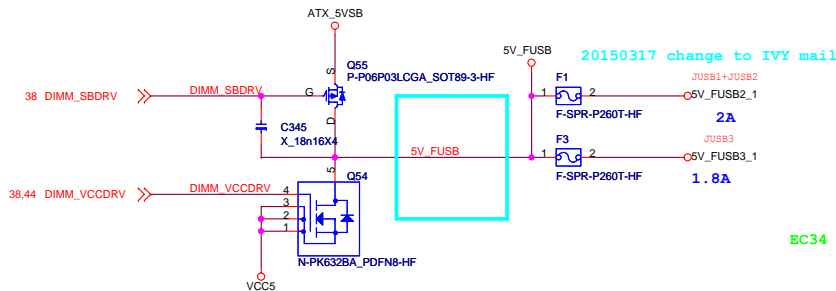 ATX_5VSB
5V_FUSB
20150317 change to IVY mail
Q55
P-P06P03LCGA_SOT89-3-HF
S
G
D
38 DIMM_SBDRV
DIMM_SBDRV
C345
X_18n16X4
F1
1 2
F-SPR-P260T-HF
JUSB1+JUSB2
5V_FUSB2_1
2A
5V_FUSB
F3
1 2
F-SPR-P260T-HF
JUSB3
5V_FUSB3_1
1.8A
38,44 DIMM_VCCDRV
DIMM_VCCDRV
5
Q54
4
3
2
1
N-PK632BA_PDFN8-HF
VCC5
EC34